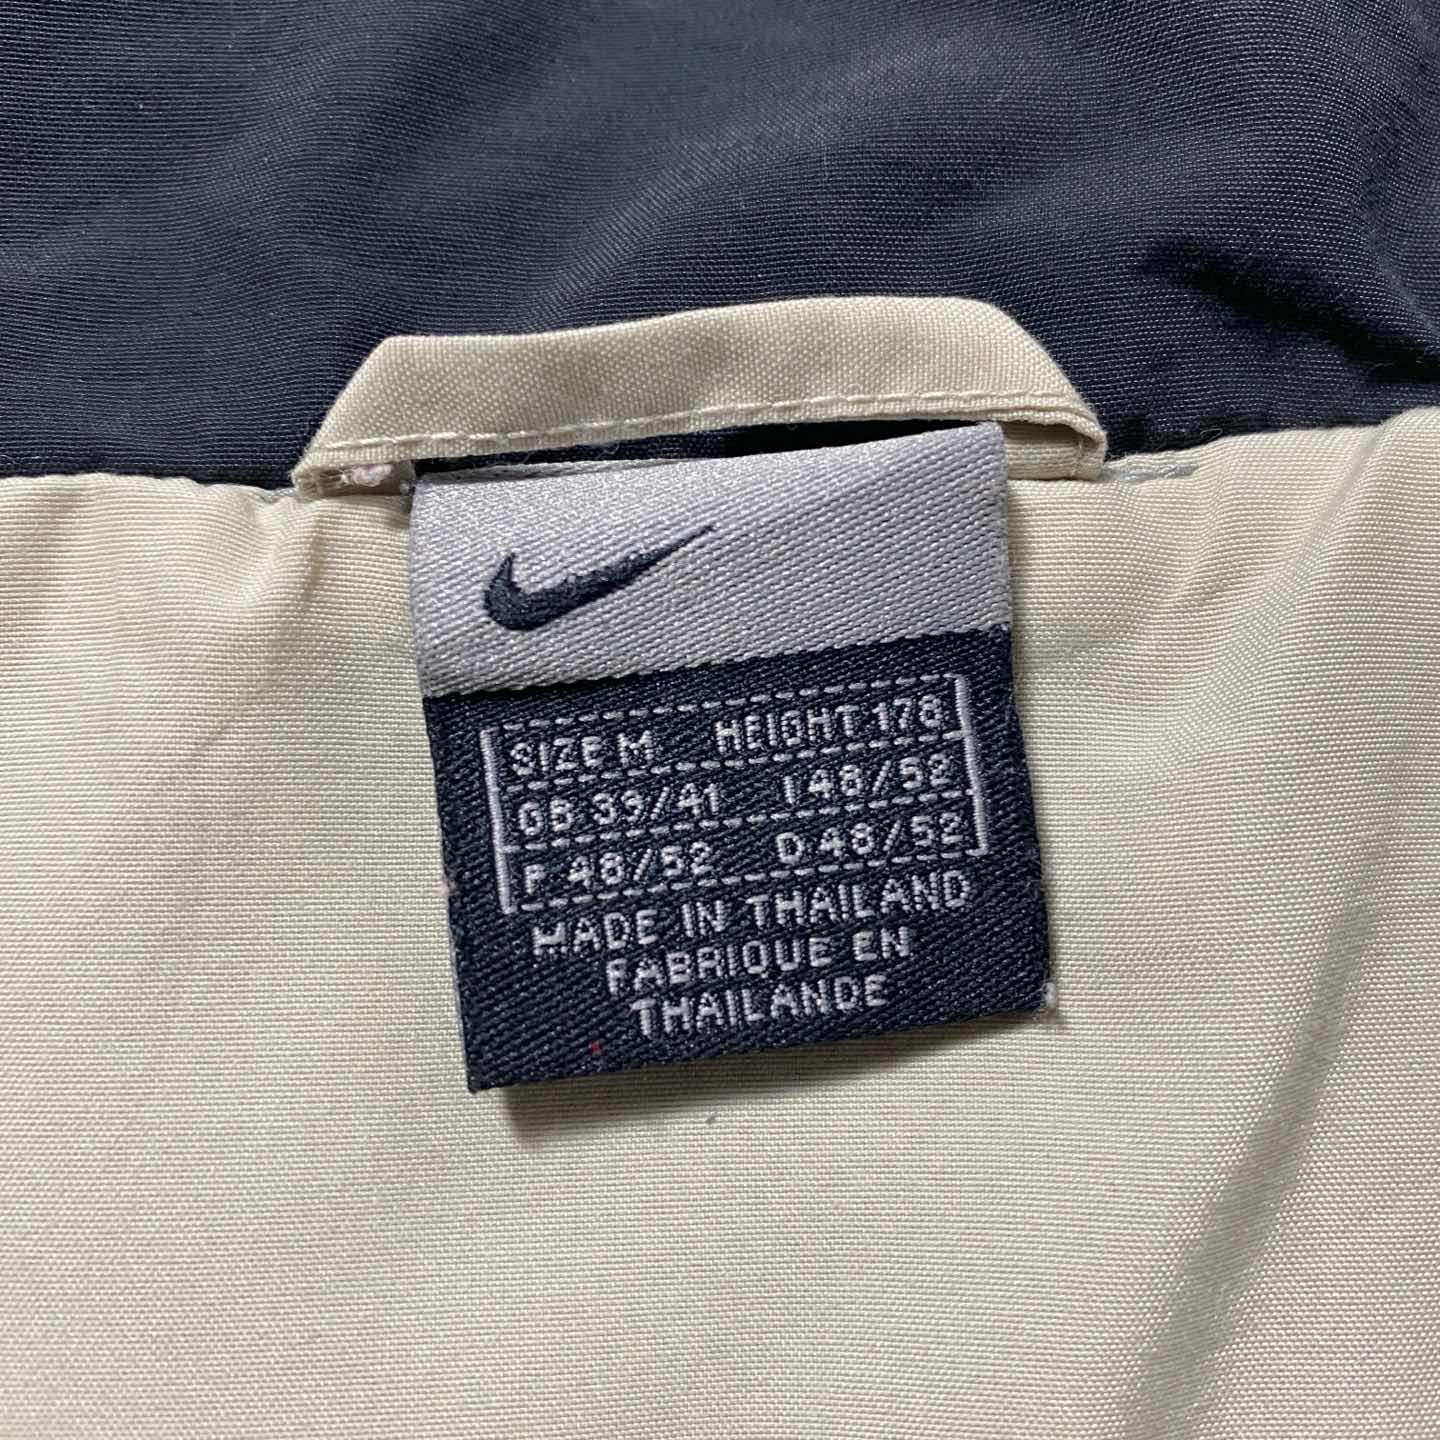 SIZE M HEIGHT 178
GB 39/41 I 48/52
F 48/52 D 48/52
MADE IN THAILAND
FABRIQUE EN
THAILANDE